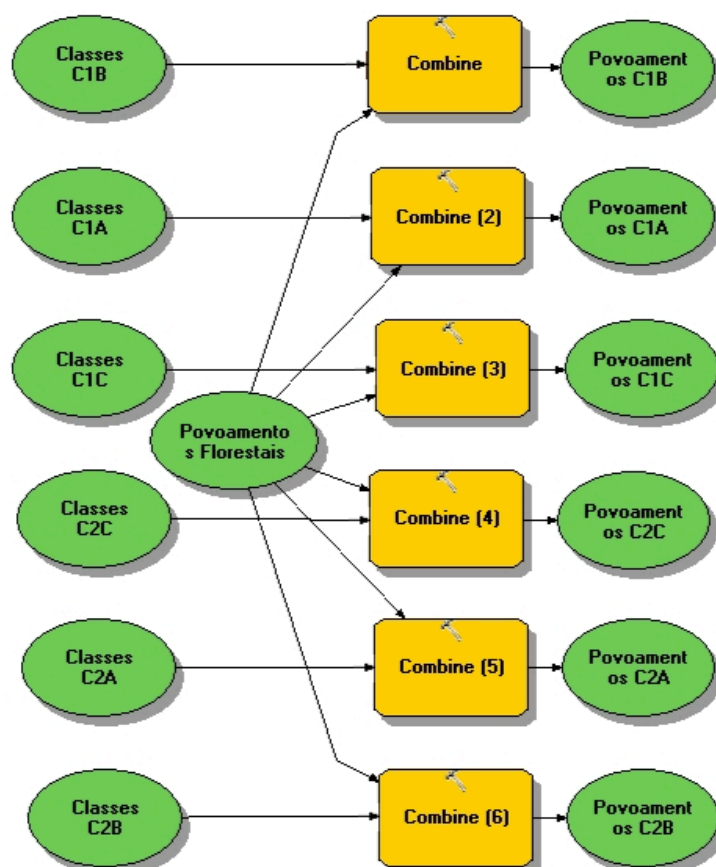 Classes
C1B
Combine
Povoament
os C1B
Classes
C1A
Combine (2)
Povoament
os C1A
Classes
C1C
Combine (3)
Povoament
os C1C
Povoamento
s Florestais
Classes
C2C
Combine (4)
Povoament
os C2C
Classes
C2A
Combine (5)
Povoament
os C2A
Classes
C2B
Combine (6)
Povoament
os C2B